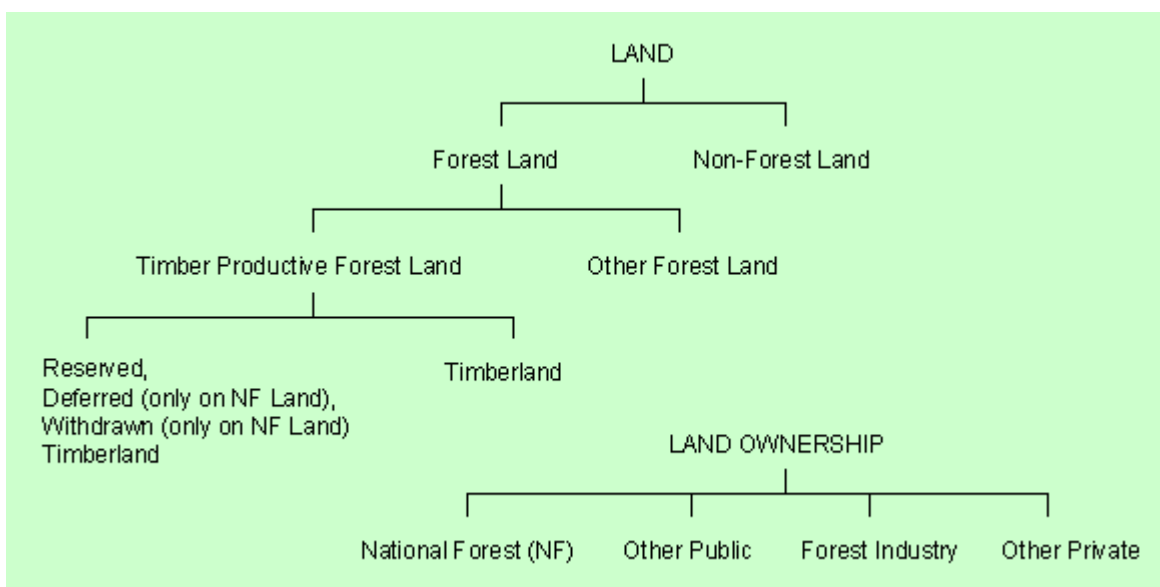 LAND
Forest Land
Non-Forest Land
Timber Productive Forest Land
Other Forest Land
Reserved,
Deferred (only on NF Land),
Withdrawn (only on NF Land)
Timberland
Timberland
LAND OWNERSHIP
National Forest (NF)
Other Public
Forest Industry
Other Private